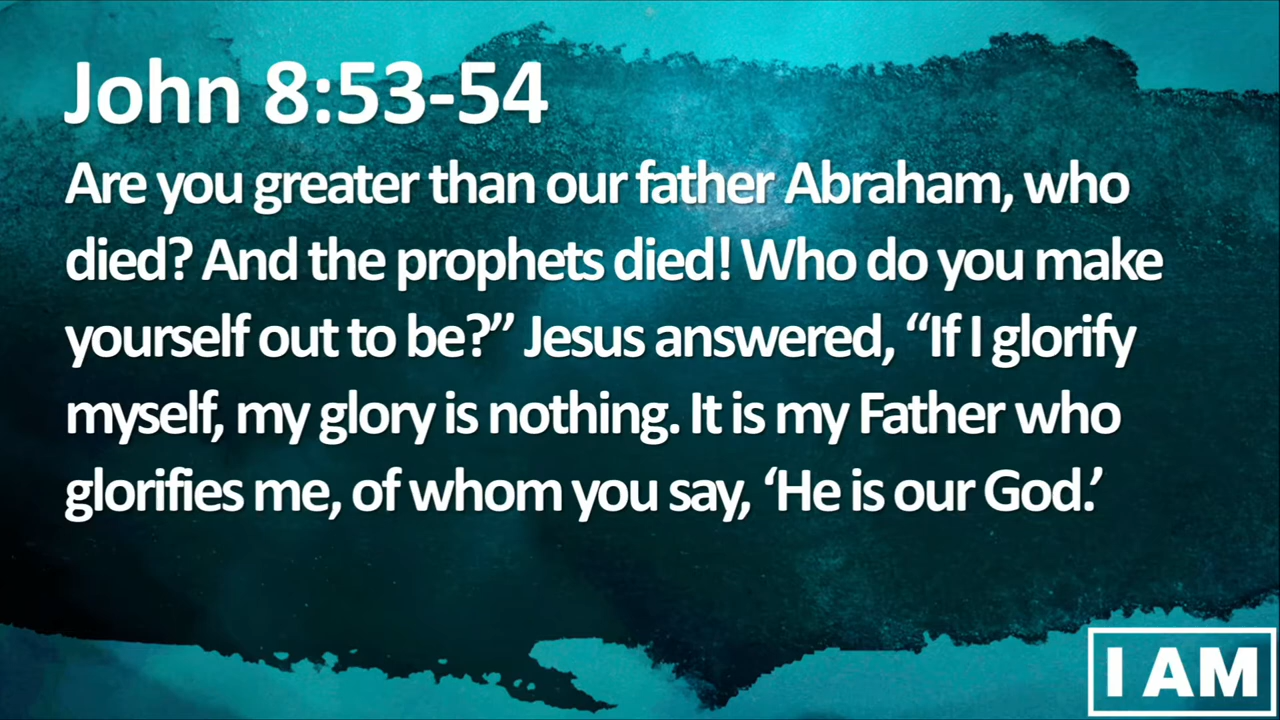 John 8:53-54
Are you greater than our father Abraham, who
died? And the prophets died! Who do you make
yourself out to be?” Jesus answered, “If I glorify
myself, my glory is nothing. It is my Father who
glorifies me, of whom you say, ‘He is our God.’
I AM